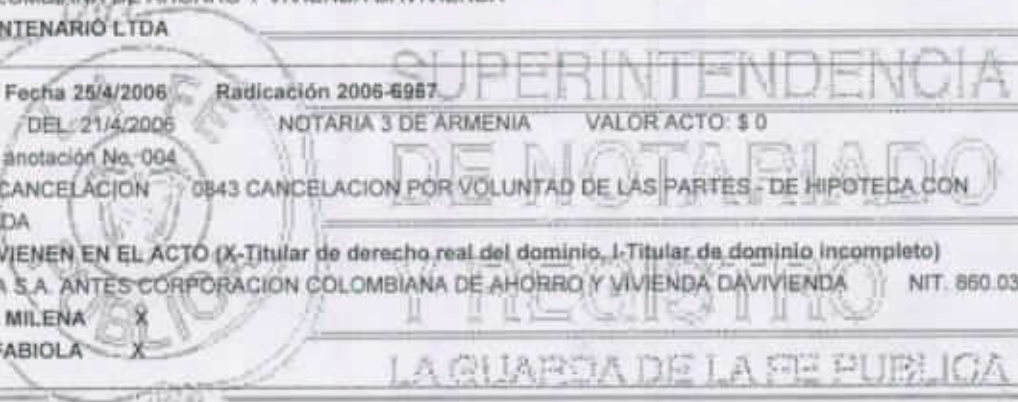 NTENARIO LTDA
Fecha 25/4/2006 Radicación 2006-6967
DEL: 21/4/2006 NOTARIA 3 DE ARMENIA VALOR ACTO: $ 0
anotación No. 004
CANCELACION 0843 CANCELACION POR VOLUNTAD DE LAS PARTES - DE HIPOTECA CON
DA
VIENEN EN EL ACTO (X-Titular de derecho real del dominio, I-Titular de dominio incompleto)
A S.A. ANTES CORPORACION COLOMBIANA DE AHORRO Y VIVIENDA DAVIVIENDA NIT. 860.03
MILENA X
FABIOLA X
SUPERINTENDENCIA
DE NOTARIADO
Y REGISTRO
LA GUARDA DE LA FE PUBLICA